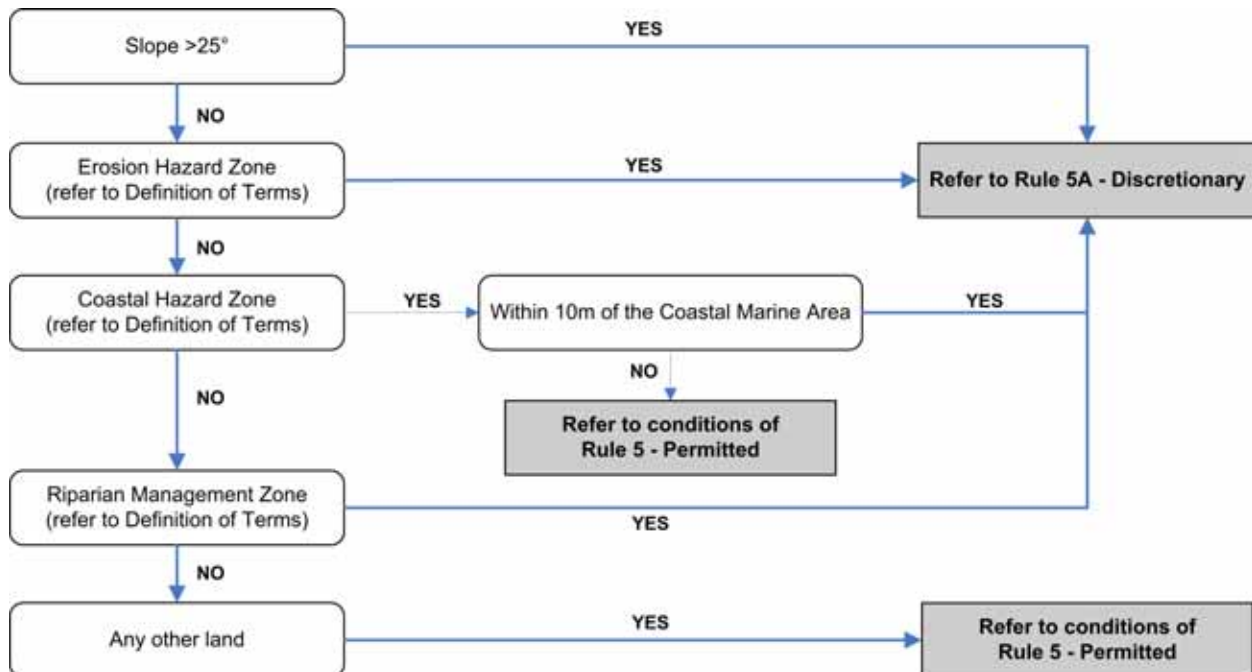 Slope >25°
YES
NO
Erosion Hazard Zone
(refer to Definition of Terms)
YES
Refer to Rule 5A - Discretionary
NO
Coastal Hazard Zone
(refer to Definition of Terms)
YES
Within 10m of the Coastal Marine Area
YES
NO
NO
Refer to conditions of
Rule 5 - Permitted
Riparian Management Zone
(refer to Definition of Terms)
YES
NO
Any other land
YES
Refer to conditions of
Rule 5 - Permitted